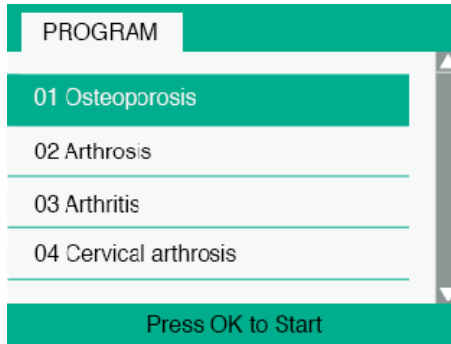 PROGRAM
01 Osteoporosis
02 Arthrosis
03 Arthritis
04 Cervical arthrosis
Press OK to Start